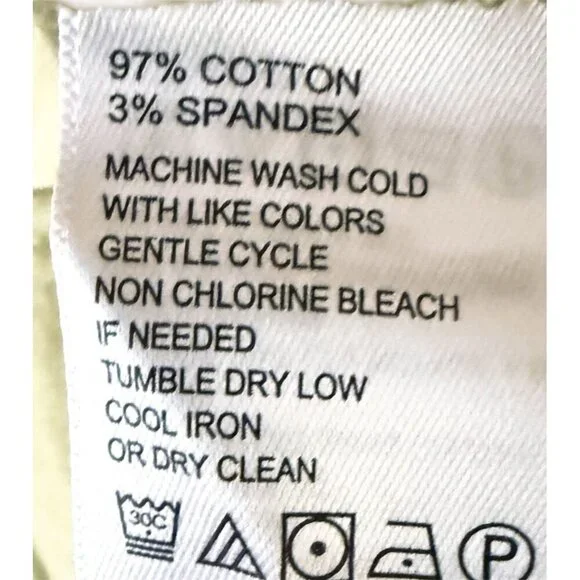 97% COTTON
3% SPANDEX
MACHINE WASH COLD
WITH LIKE COLORS
GENTLE CYCLE
NON CHLORINE BLEACH
IF NEEDED
TUMBLE DRY LOW
COOL IRON
OR DRY CLEAN
30C P